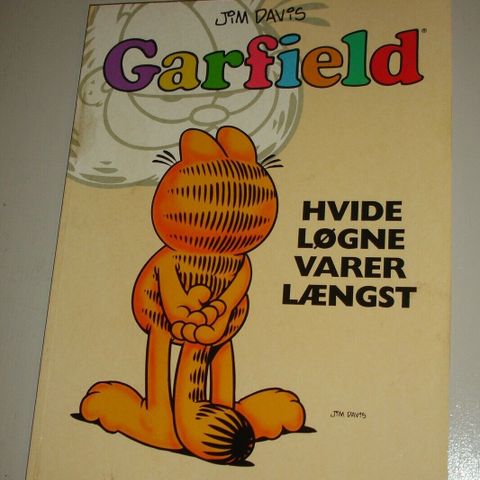 JIM DAVIS
Garfield®
HVIDE
LØGNE
VARER
LÆNGST
JIM DAVIS